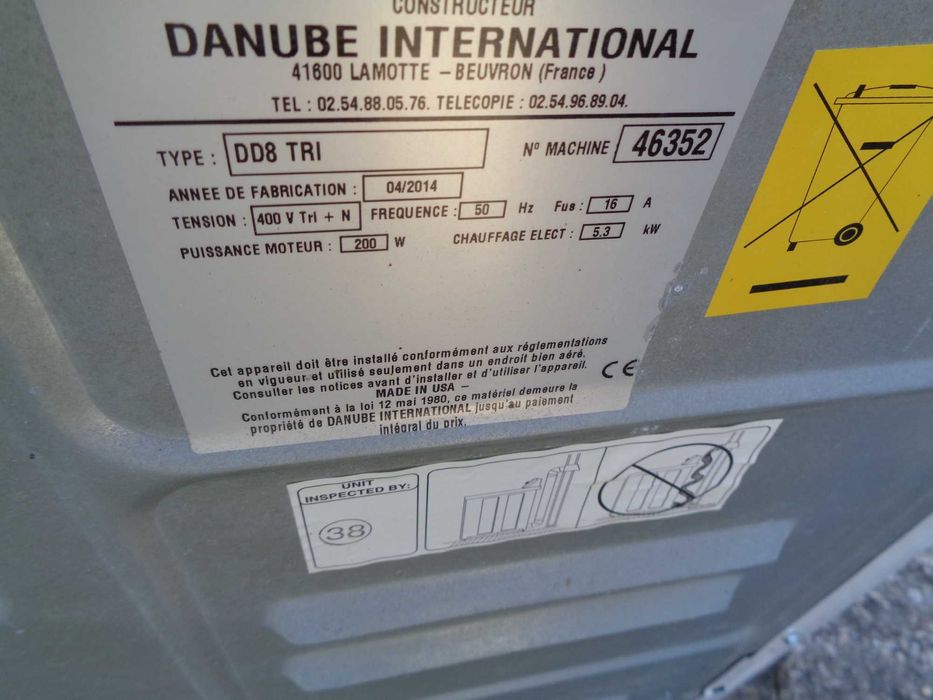 CONSTRUCTEUR
DANUBE INTERNATIONAL
41600 LAMOTTE – BEUVRON (France )
TEL : 02.54.88.05.76. TELECOPIE : 02.54.96.89.04.
TYPE : DD8 TRI N° MACHINE 46352
ANNEE DE FABRICATION : 04/2014
TENSION : 400 V Tri + N FREQUENCE : 50 Hz Fus : 16 A
PUISSANCE MOTEUR : 200 W CHAUFFAGE ELECT : 5.3 kW
Cet appareil doit être installé conformément aux réglementations
en vigueur et utilisé seulement dans un endroit bien aéré.
Consulter les notices avant d'installer et d'utiliser l'appareil.
MADE IN USA –
CE
Conformément à la loi 12 mai 1980, ce matériel demeure la
propriété de DANUBE INTERNATIONAL jusqu'au paiement
intégral du prix.
UNIT
INSPECTED BY:
38